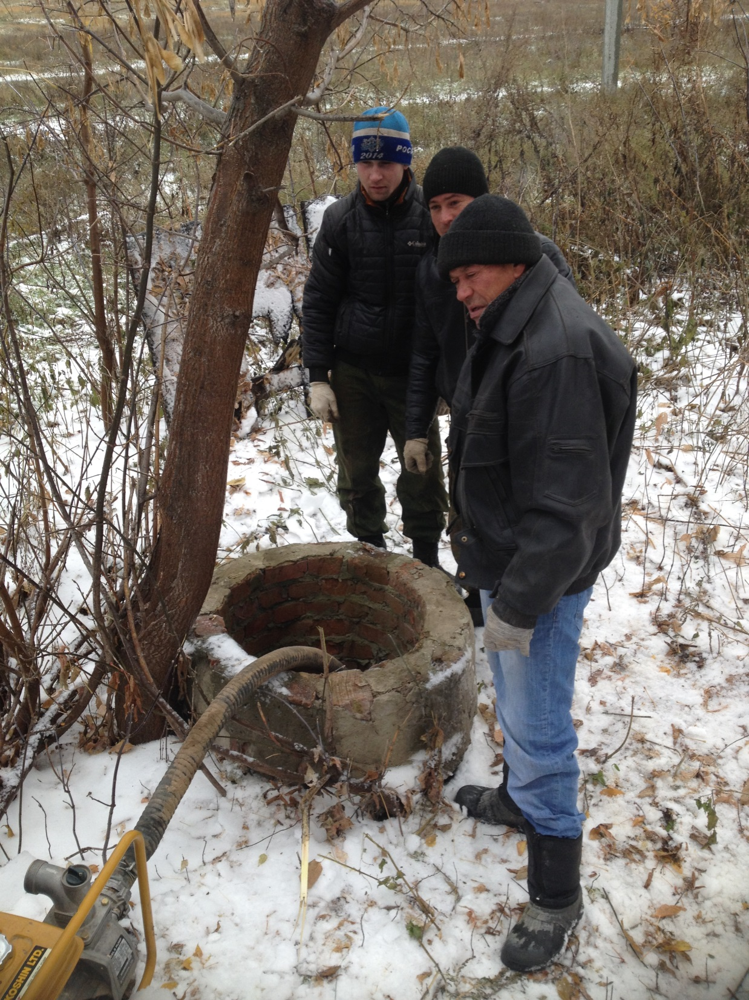 РОСС
2014
Columbia
KOSHIN LTD.